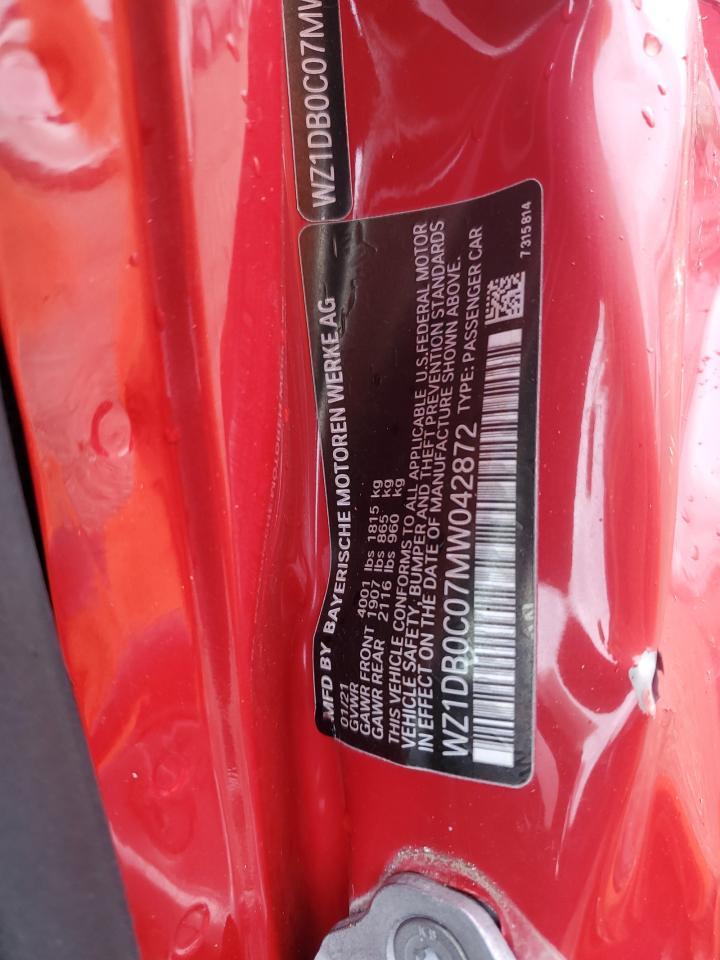 WZ1DB0C07MW
MFD BY BAYERISCHE MOTOREN WERKE AG
01/21
GVWR 4001 lbs 1815 kg
GAWR FRONT 1907 lbs 865 kg
GAWR REAR 2116 lbs 960 kg
THIS VEHICLE CONFORMS TO ALL APPLICABLE U.S.FEDERAL MOTOR
VEHICLE SAFETY, BUMPER, AND THEFT PREVENTION STANDARDS
IN EFFECT ON THE DATE OF MANUFACTURE SHOWN ABOVE.
WZ1DB0C07MW042872 TYPE: PASSENGER CAR
7315814